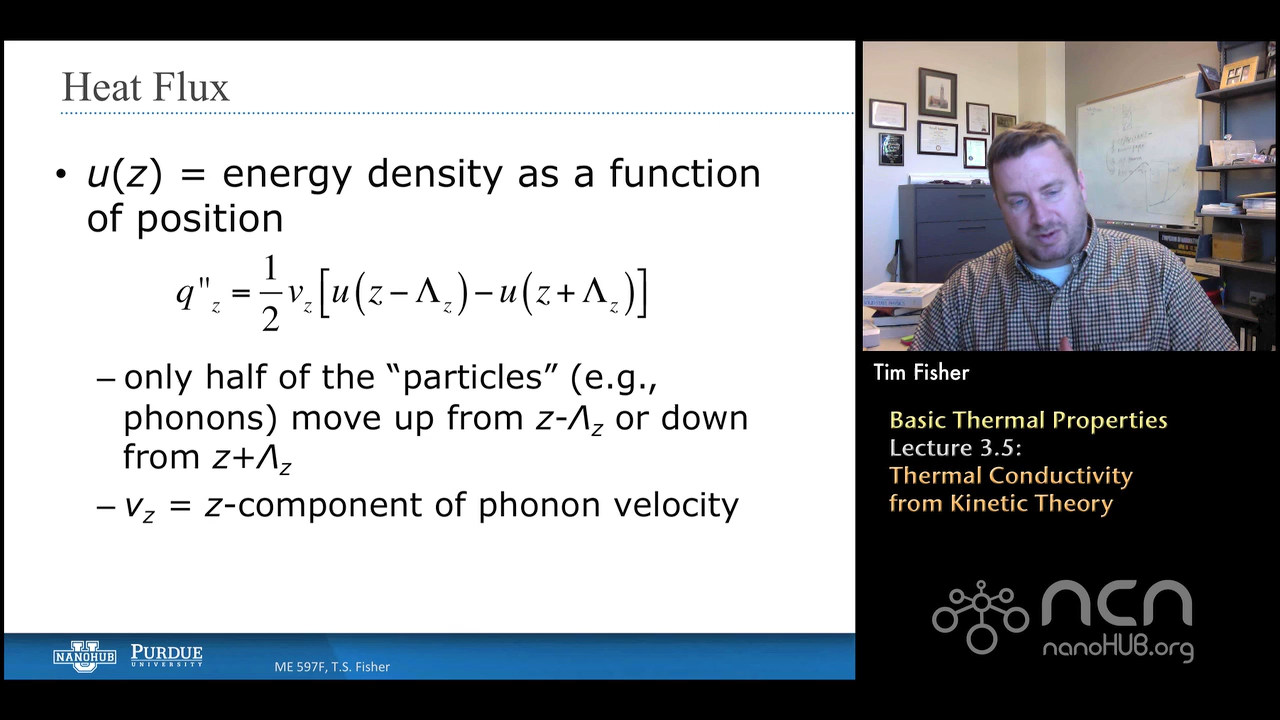 Heat Flux
• u(z) = energy density as a function
of position
q"z = 1/2 vz [u(z − Λz) − u(z + Λz)]
– only half of the “particles” (e.g.,
phonons) move up from z-Λz or down
from z+Λz
– vz = z-component of phonon velocity
NANOHUB U
PURDUE
UNIVERSITY
ME 597F, T.S. Fisher
Tim Fisher
Basic Thermal Properties
Lecture 3.5:
Thermal Conductivity
from Kinetic Theory
ncn
nanoHUB.org